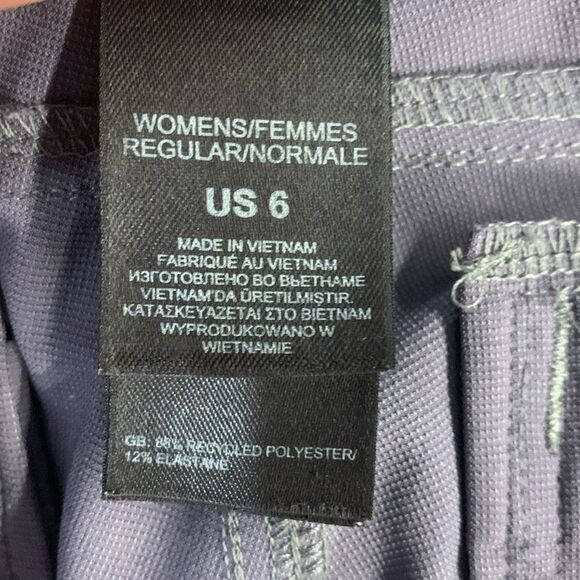 WOMENS/FEMMES
REGULAR/NORMALE
US 6
MADE IN VIETNAM
FABRIQUÉ AU VIETNAM
ИЗГОТОВЛЕНО ВО ВЬЕТНАМЕ
VIETNAM'DA ÜRETILMIŞTIR.
ΚΑΤΑΣΚΕΥΑΖΕΤΑΙ ΣΤΟ ΒΙΕΤΝΑΜ
WYPRODUKOWANO W
WIETNAMIE
GB: 88% RECYCLED POLYESTER/
12% ELASTANE